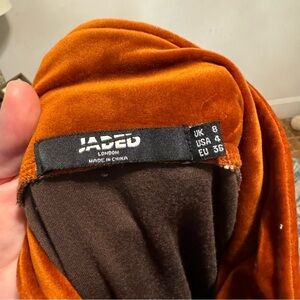 JADED
LONDON
MADE IN CHINA
UK 8
USA 4
EU 36